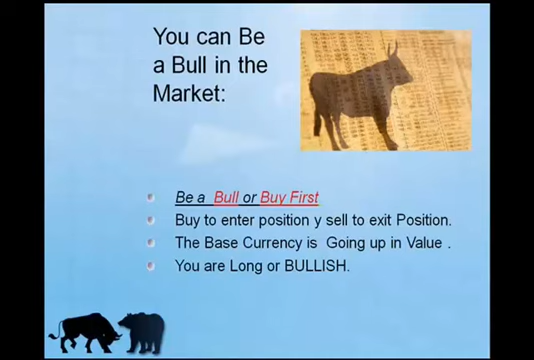 You can Be
a Bull in the
Market:
Be a Bull or Buy First
Buy to enter position y sell to exit Position.
The Base Currency is Going up in Value .
You are Long or BULLISH.